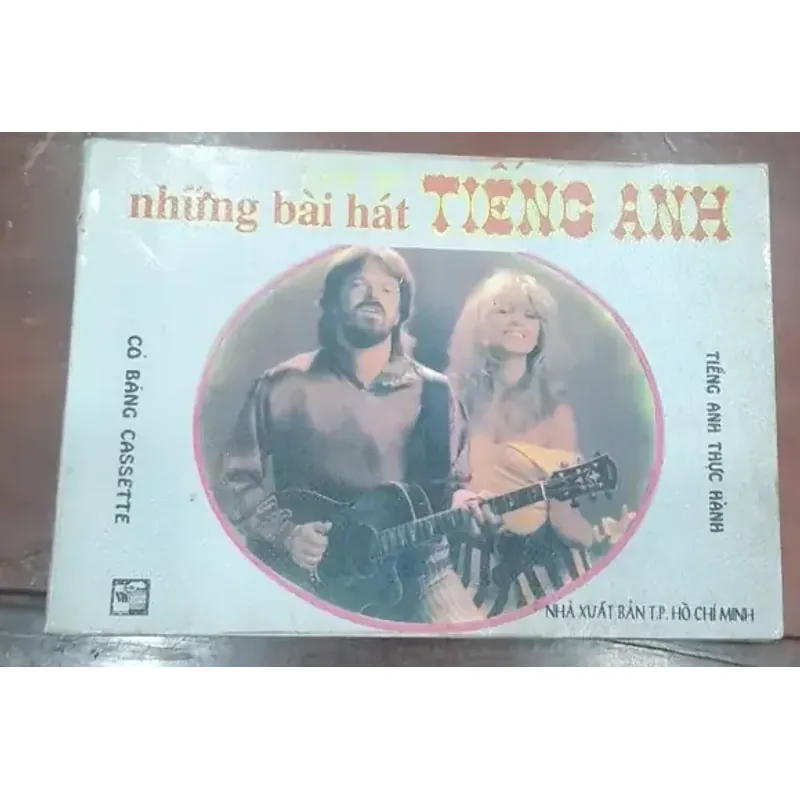 những bài hát TIẾNG ANH
CÓ BĂNG CASSETTE
TIẾNG ANH THỰC HÀNH
NHÀ XUẤT BẢN T.P. HỒ CHÍ MINH